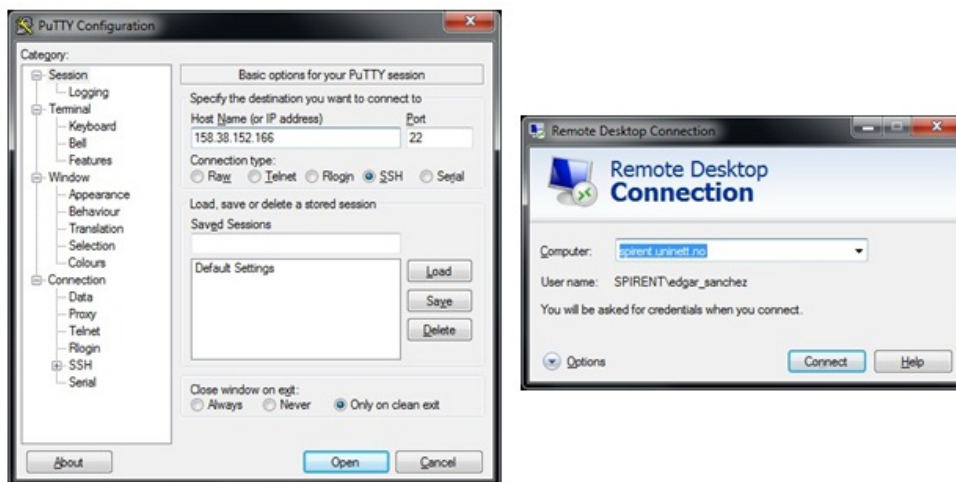 PuTTY Configuration
Category:
Session
Logging
Terminal
Keyboard
Bell
Features
Window
Appearance
Behaviour
Translation
Selection
Colours
Connection
Data
Proxy
Telnet
Rlogin
SSH
Serial
Basic options for your PuTTY session
Specify the destination you want to connect to
Host Name (or IP address) Port
158.38.152.166 22
Connection type:
Raw Telnet Rlogin SSH Serial
Load, save or delete a stored session
Saved Sessions
Default Settings
Load
Save
Delete
Close window on exit:
Always Never Only on clean exit
About Open Cancel
Remote Desktop Connection
Remote Desktop
Connection
Computer: spirent.uninett.no
User name: SPIRENT\edgar_sanchez
You will be asked for credentials when you connect.
Options Connect Help